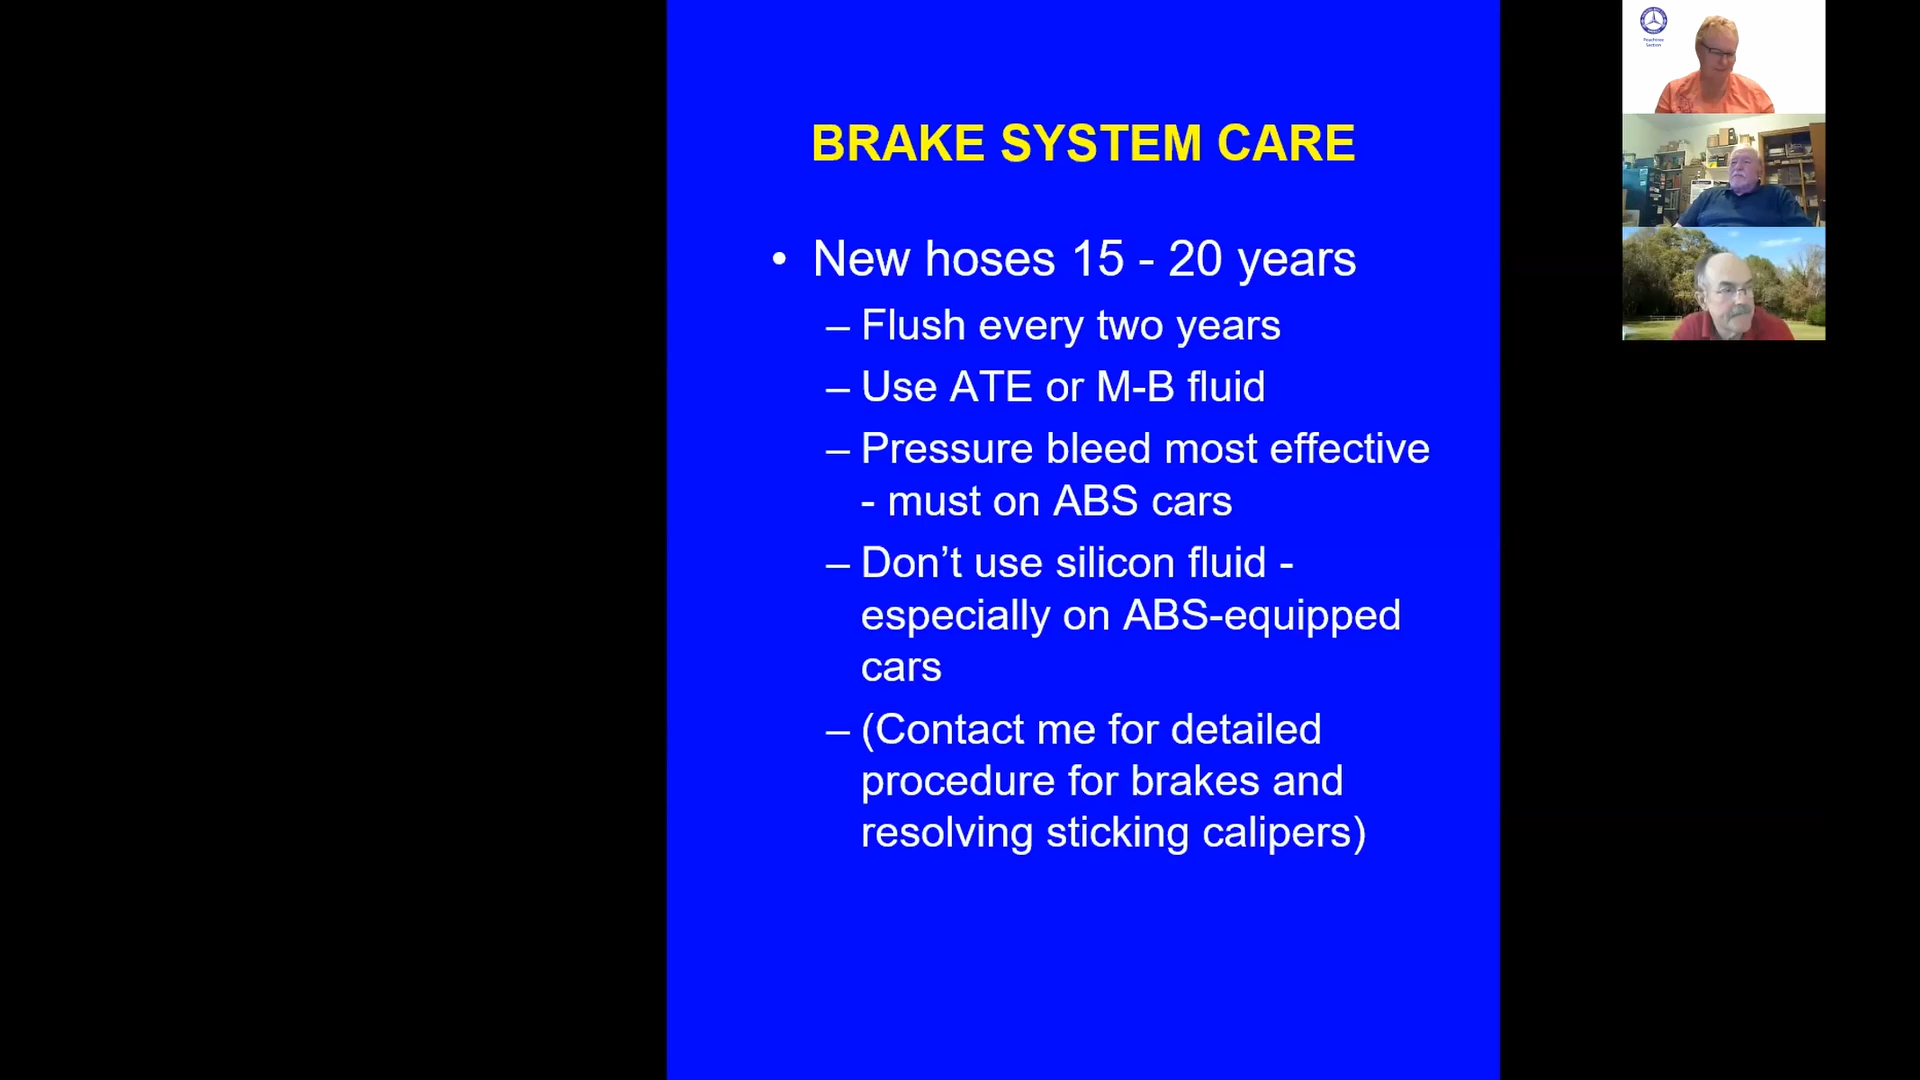 BRAKE SYSTEM CARE
• New hoses 15 - 20 years
– Flush every two years
– Use ATE or M-B fluid
– Pressure bleed most effective
- must on ABS cars
– Don’t use silicon fluid -
especially on ABS-equipped
cars
– (Contact me for detailed
procedure for brakes and
resolving sticking calipers)
Peachtree
Section